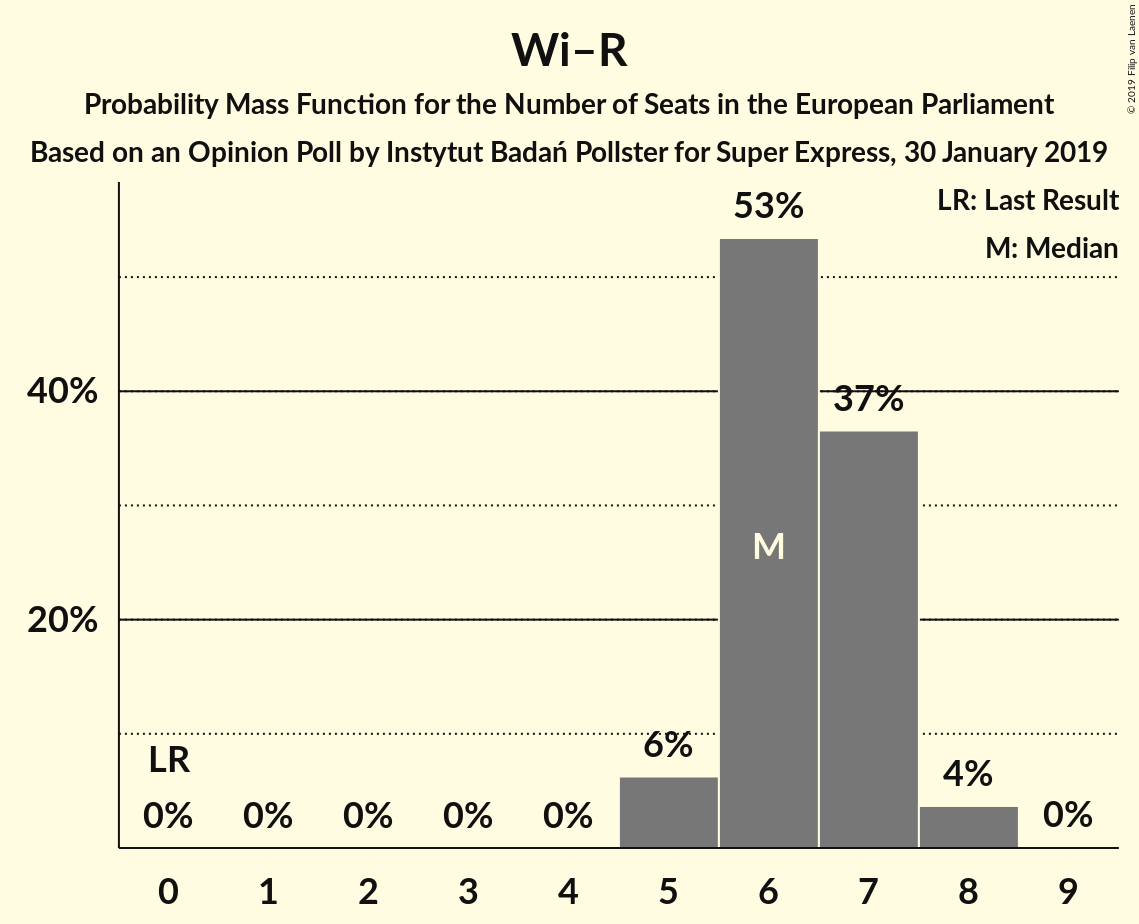 Wi–R
Probability Mass Function for the Number of Seats in the European Parliament
Based on an Opinion Poll by Instytut Badań Pollster for Super Express, 30 January 2019
© 2019 Filip van Laenen
LR: Last Result
M: Median
53%
40%
37%
M
20%
LR
6%
4%
0% 0% 0% 0% 0% 0%
0 1 2 3 4 5 6 7 8 9